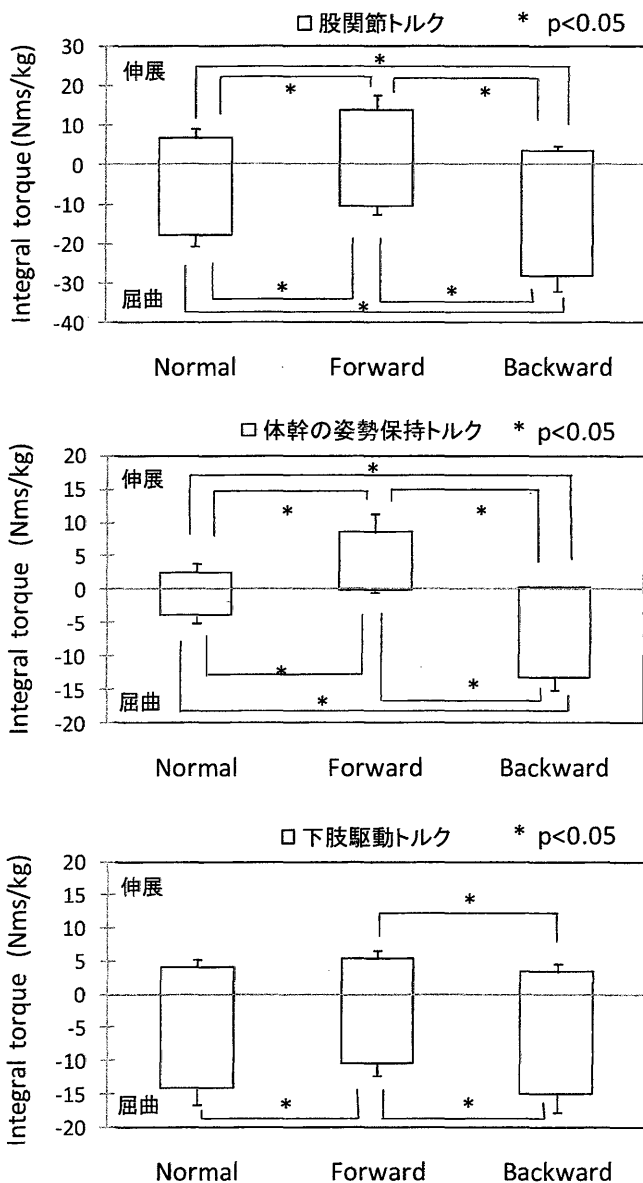 □ 股関節トルク * p<0.05
Integral torque (Nms/kg)
30
20
10
0
-10
-20
-30
-40
伸展
屈曲
*
*
*
*
*
*
Normal Forward Backward
□ 体幹の姿勢保持トルク * p<0.05
Integral torque (Nms/kg)
20
15
10
5
0
-5
-10
-15
-20
伸展
屈曲
*
*
*
*
*
*
Normal Forward Backward
□ 下肢駆動トルク * p<0.05
Integral torque (Nms/kg)
20
15
10
5
0
-5
-10
-15
-20
伸展
屈曲
*
*
*
Normal Forward Backward